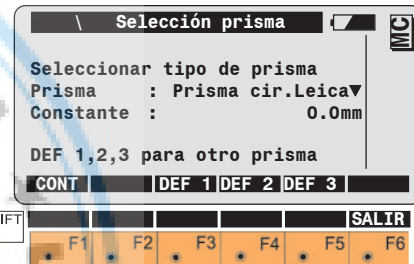 \ Selección prisma
MC
Seleccionar tipo de prisma
Prisma : Prisma cir.Leica▼
Constante : 0.0mm
DEF 1,2,3 para otro prisma
CONT DEF 1 DEF 2 DEF 3
IFT SALIR
F1 F2 F3 F4 F5 F6